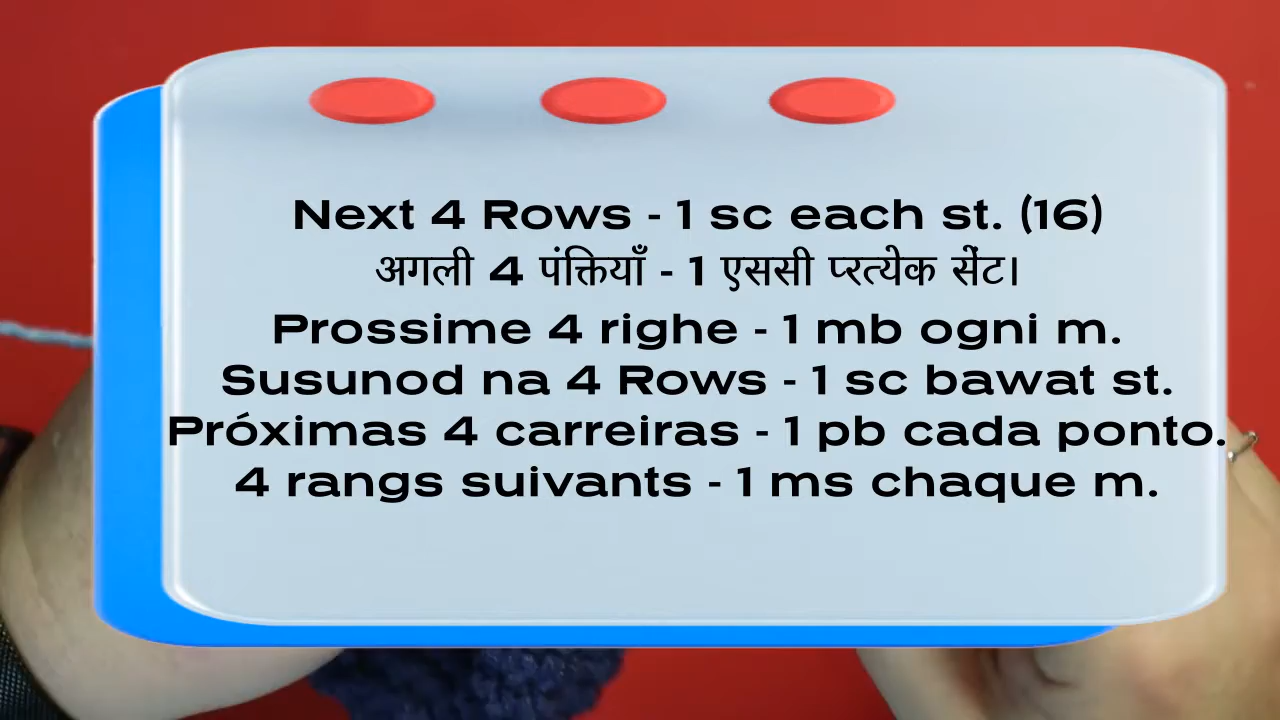 Next 4 Rows - 1 sc each st. (16)
अगली 4 पंक्तियाँ - 1 एससी प्रत्येक सेंट।
Prossime 4 righe - 1 mb ogni m.
Susunod na 4 Rows - 1 sc bawat st.
Próximas 4 carreiras - 1 pb cada ponto.
4 rangs suivants - 1 ms chaque m.